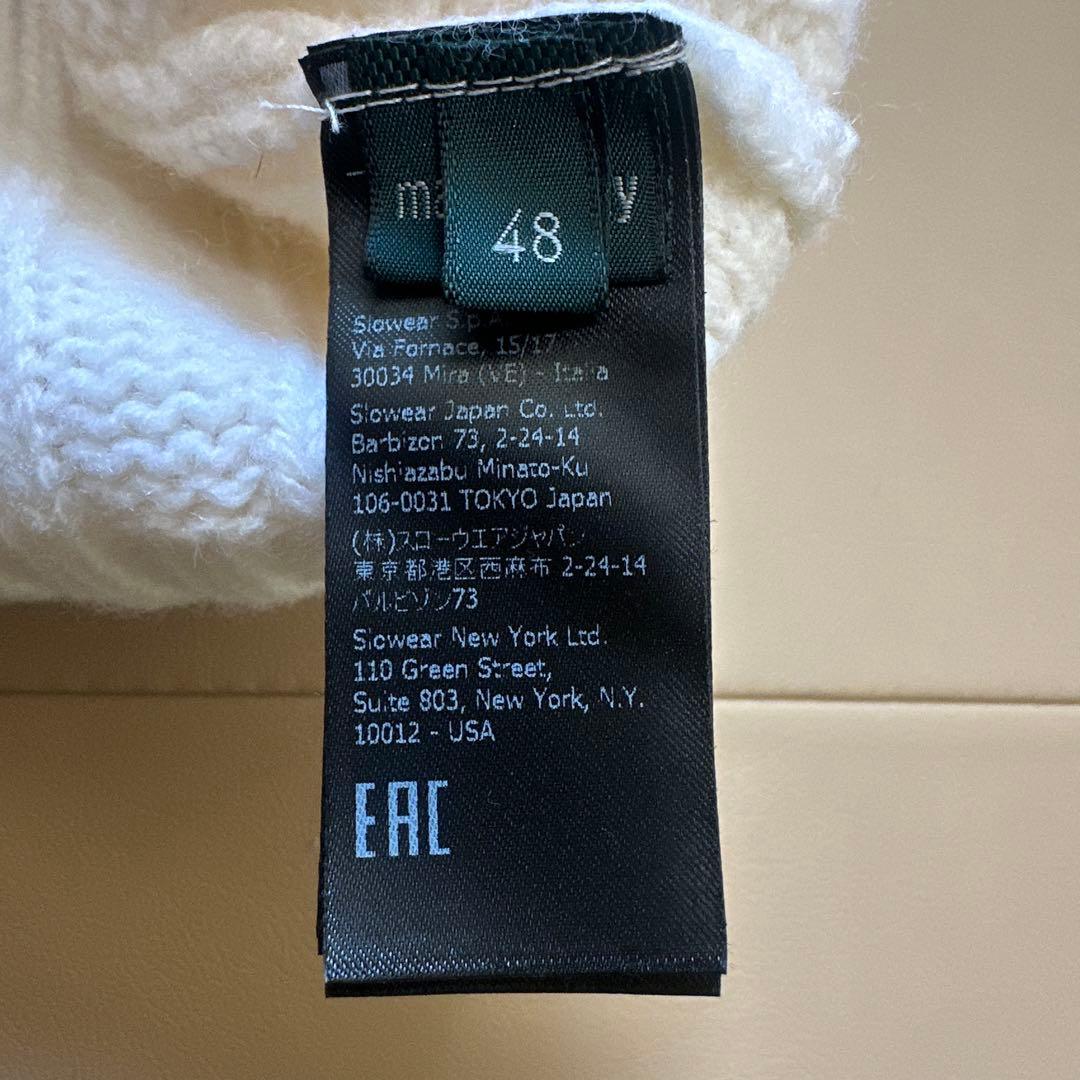 ma
y
48
Slowear S.p.A
Via Fornace, 15/17
30034 Mira (VE) - Italia
Slowear Japan Co. Ltd.
Barbizon 73, 2-24-14
Nishiazabu Minato-Ku
106-0031 TOKYO Japan
(株)スローウエアジャパン
東京都港区西麻布 2-24-14
バルビゾン73
Slowear New York Ltd.
110 Green Street,
Suite 803, New York, N.Y.
10012 - USA
EAC